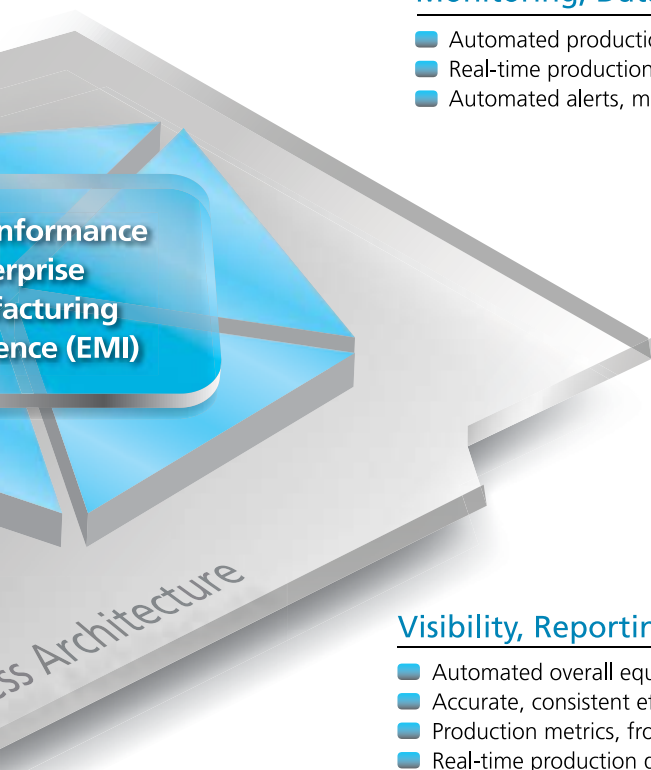 Automated productio
Real-time production
Automated alerts, m
nformance
erprise
facturing
ence (EMI)
ss Architecture
Visibility, Reportin
Automated overall equ
Accurate, consistent ef
Production metrics, fro
Real-time production d